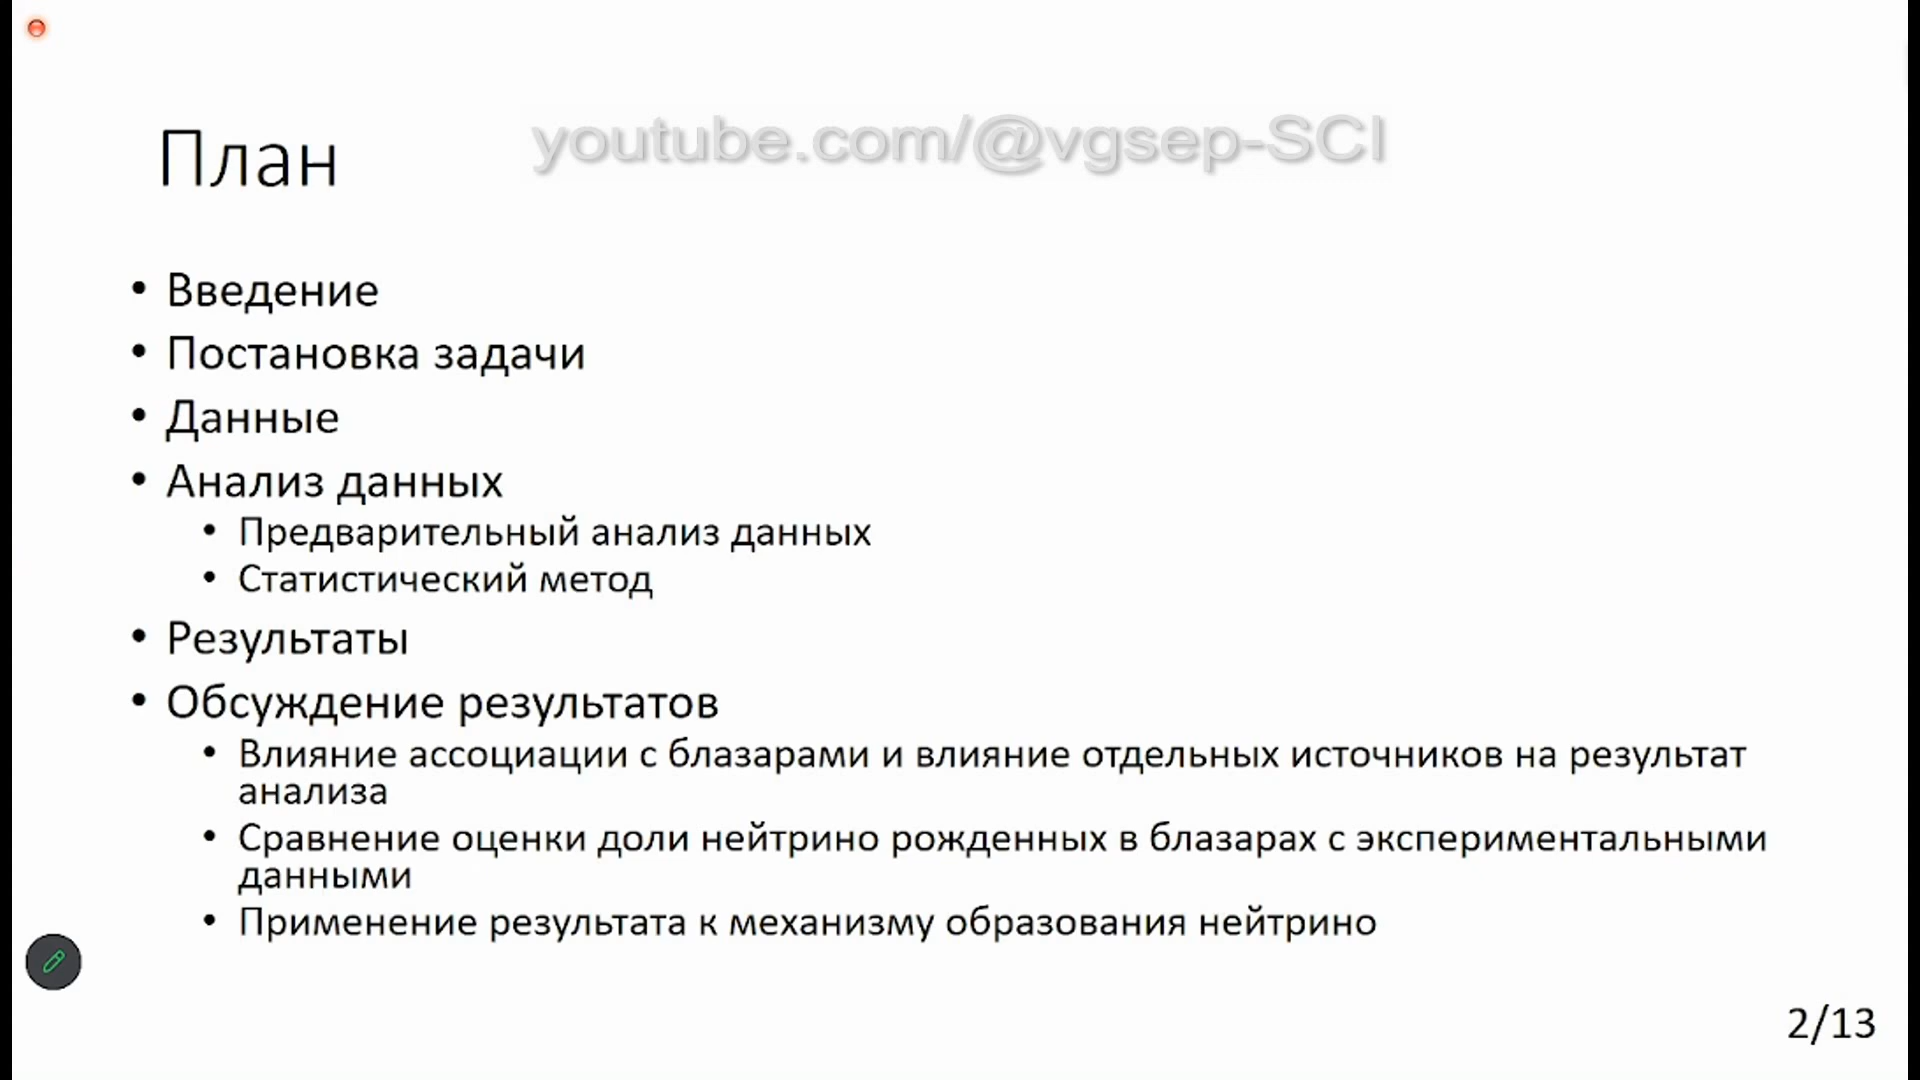 План
youtube.com/@vgsep-SCI
• Введение
• Постановка задачи
• Данные
• Анализ данных
• Предварительный анализ данных
• Статистический метод
• Результаты
• Обсуждение результатов
• Влияние ассоциации с блазарами и влияние отдельных источников на результат
анализа
• Сравнение оценки доли нейтрино рожденных в блазарах с экспериментальными
данными
• Применение результата к механизму образования нейтрино
2/13